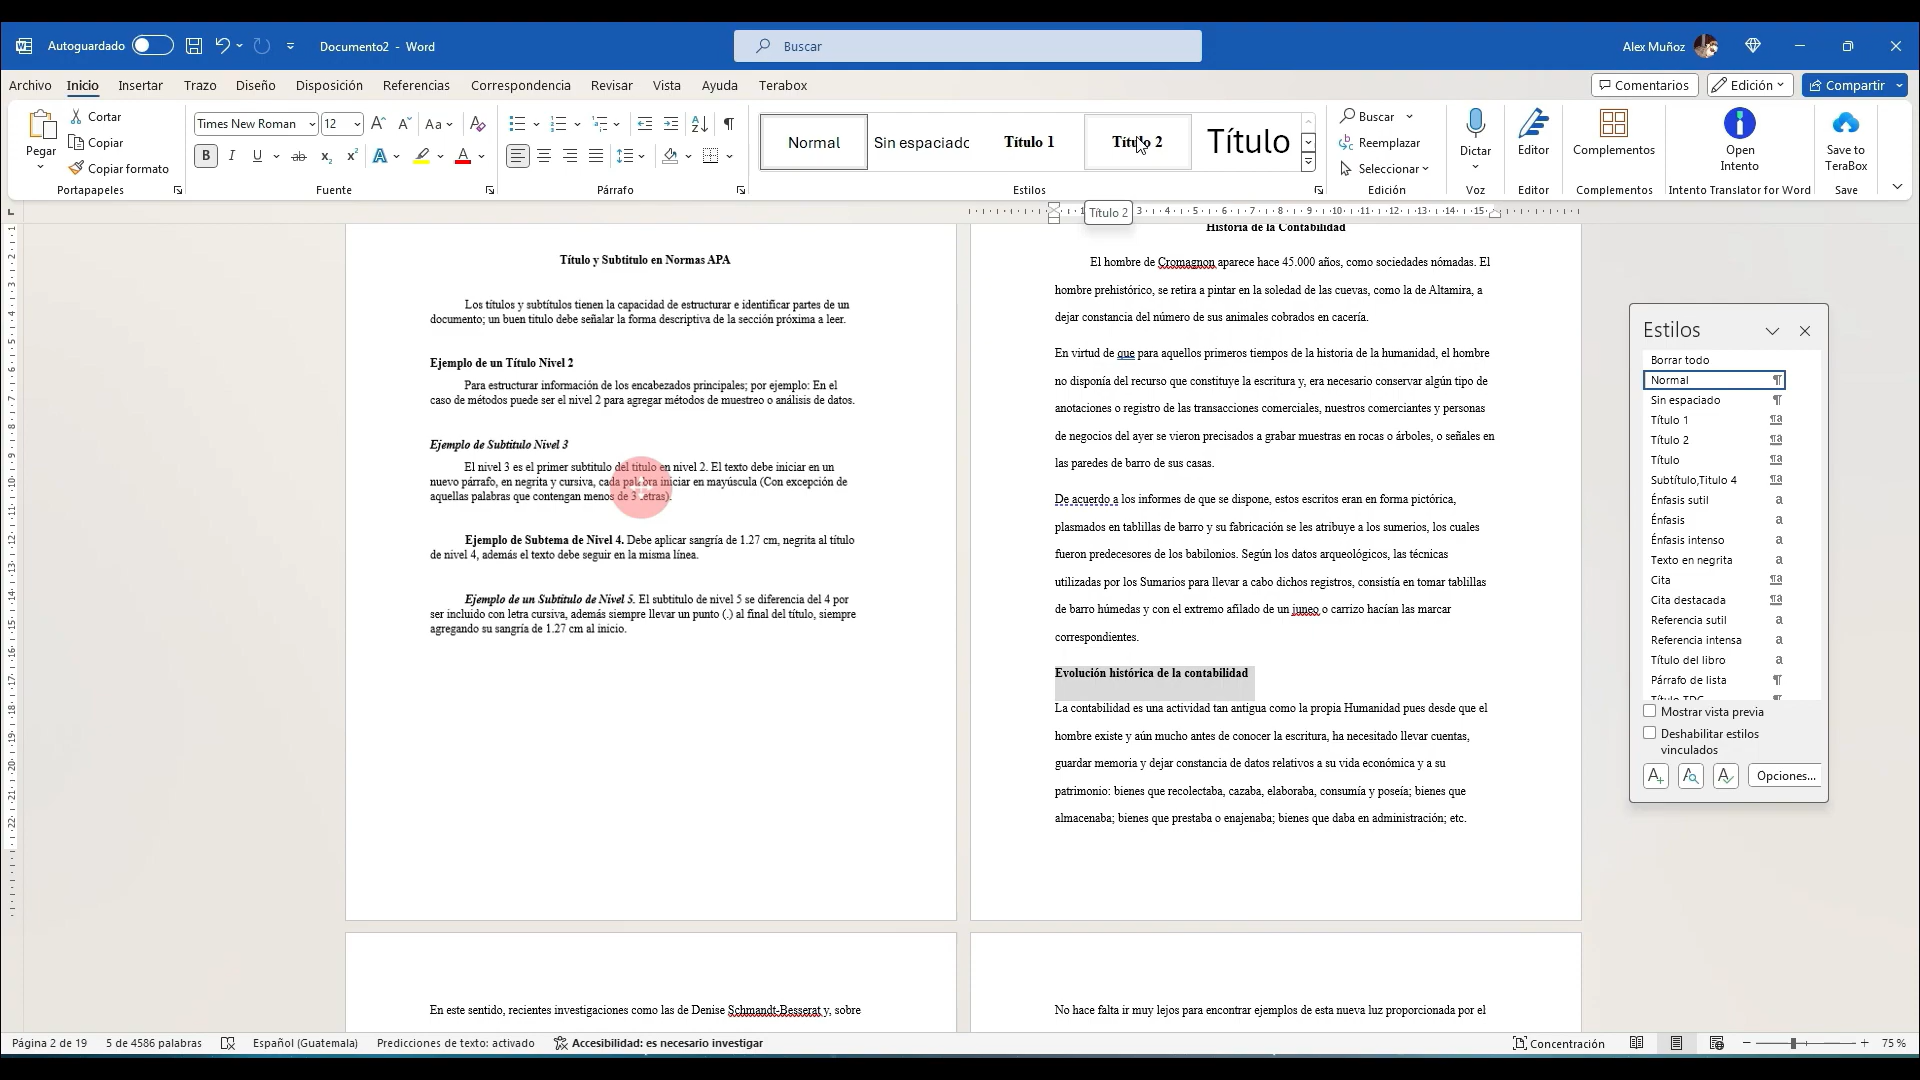 Autoguardado
Documento2 - Word
Buscar
Alex Muñoz
Archivo
Inicio
Insertar
Trazo
Diseño
Disposición
Referencias
Correspondencia
Revisar
Vista
Ayuda
Terabox
Comentarios
Edición
Compartir
Pegar
Cortar
Copiar
Copiar formato
Portapapeles
Times New Roman
12
Fuente
Párrafo
Normal
Sin espaciado
Título 1
Título 2
Título
Estilos
Buscar
Reemplazar
Seleccionar
Edición
Dictar
Voz
Editor
Editor
Complementos
Complementos
Open Intento
Intento Translator for Word
Save to TeraBox
Save
Título 2
Título y Subtitulo en Normas APA
Los títulos y subtítulos tienen la capacidad de estructurar e identificar partes de un
documento; un buen titulo debe señalar la forma descriptiva de la sección próxima a leer.
Ejemplo de un Título Nivel 2
Para estructurar información de los encabezados principales; por ejemplo: En el
caso de métodos puede ser el nivel 2 para agregar métodos de muestreo o análisis de datos.
Ejemplo de Subtitulo Nivel 3
El nivel 3 es el primer subtitulo del titulo en nivel 2. El texto debe iniciar en un
nuevo párrafo, en negrita y cursiva, cada palabra iniciar en mayúscula (Con excepción de
aquellas palabras que contengan menos de 3 letras).
Ejemplo de Subtema de Nivel 4. Debe aplicar sangría de 1.27 cm, negrita al título
de nivel 4, además el texto debe seguir en la misma línea.
Ejemplo de un Subtitulo de Nivel 5. El subtitulo de nivel 5 se diferencia del 4 por
ser incluido con letra cursiva, además siempre llevar un punto (.) al final del título, siempre
agregando su sangría de 1.27 cm al inicio.
Historia de la Contabilidad
El hombre de Cromagnon aparece hace 45.000 años, como sociedades nómadas. El
hombre prehistórico, se retira a pintar en la soledad de las cuevas, como la de Altamira, a
dejar constancia del número de sus animales cobrados en cacería.
En virtud de que para aquellos primeros tiempos de la historia de la humanidad, el hombre
no disponía del recurso que constituye la escritura y, era necesario conservar algún tipo de
anotaciones o registro de las transacciones comerciales, nuestros comerciantes y personas
de negocios del ayer se vieron precisados a grabar muestras en rocas o árboles, o señales en
las paredes de barro de sus casas.
De acuerdo a los informes de que se dispone, estos escritos eran en forma pictórica,
plasmados en tablillas de barro y su fabricación se les atribuye a los sumerios, los cuales
fueron predecesores de los babilonios. Según los datos arqueológicos, las técnicas
utilizadas por los Sumarios para llevar a cabo dichos registros, consistía en tomar tablillas
de barro húmedas y con el extremo afilado de un juneo o carrizo hacían las marcar
correspondientes.
Evolución histórica de la contabilidad
La contabilidad es una actividad tan antigua como la propia Humanidad pues desde que el
hombre existe y aún mucho antes de conocer la escritura, ha necesitado llevar cuentas,
guardar memoria y dejar constancia de datos relativos a su vida económica y a su
patrimonio: bienes que recolectaba, cazaba, elaboraba, consumía y poseía; bienes que
almacenaba; bienes que prestaba o enajenaba; bienes que daba en administración; etc.
En este sentido, recientes investigaciones como las de Denise Schmandt-Besserat y, sobre
No hace falta ir muy lejos para encontrar ejemplos de esta nueva luz proporcionada por el
Estilos
Borrar todo
Normal
Sin espaciado
Título 1
Título 2
Título
Subtítulo,Titulo 4
Énfasis sutil
Énfasis
Énfasis intenso
Texto en negrita
Cita
Cita destacada
Referencia sutil
Referencia intensa
Título del libro
Párrafo de lista
Título TDC
Mostrar vista previa
Deshabilitar estilos
vinculados
Opciones...
Página 2 de 19
5 de 4586 palabras
Español (Guatemala)
Predicciones de texto: activado
Accesibilidad: es necesario investigar
Concentración
75 %